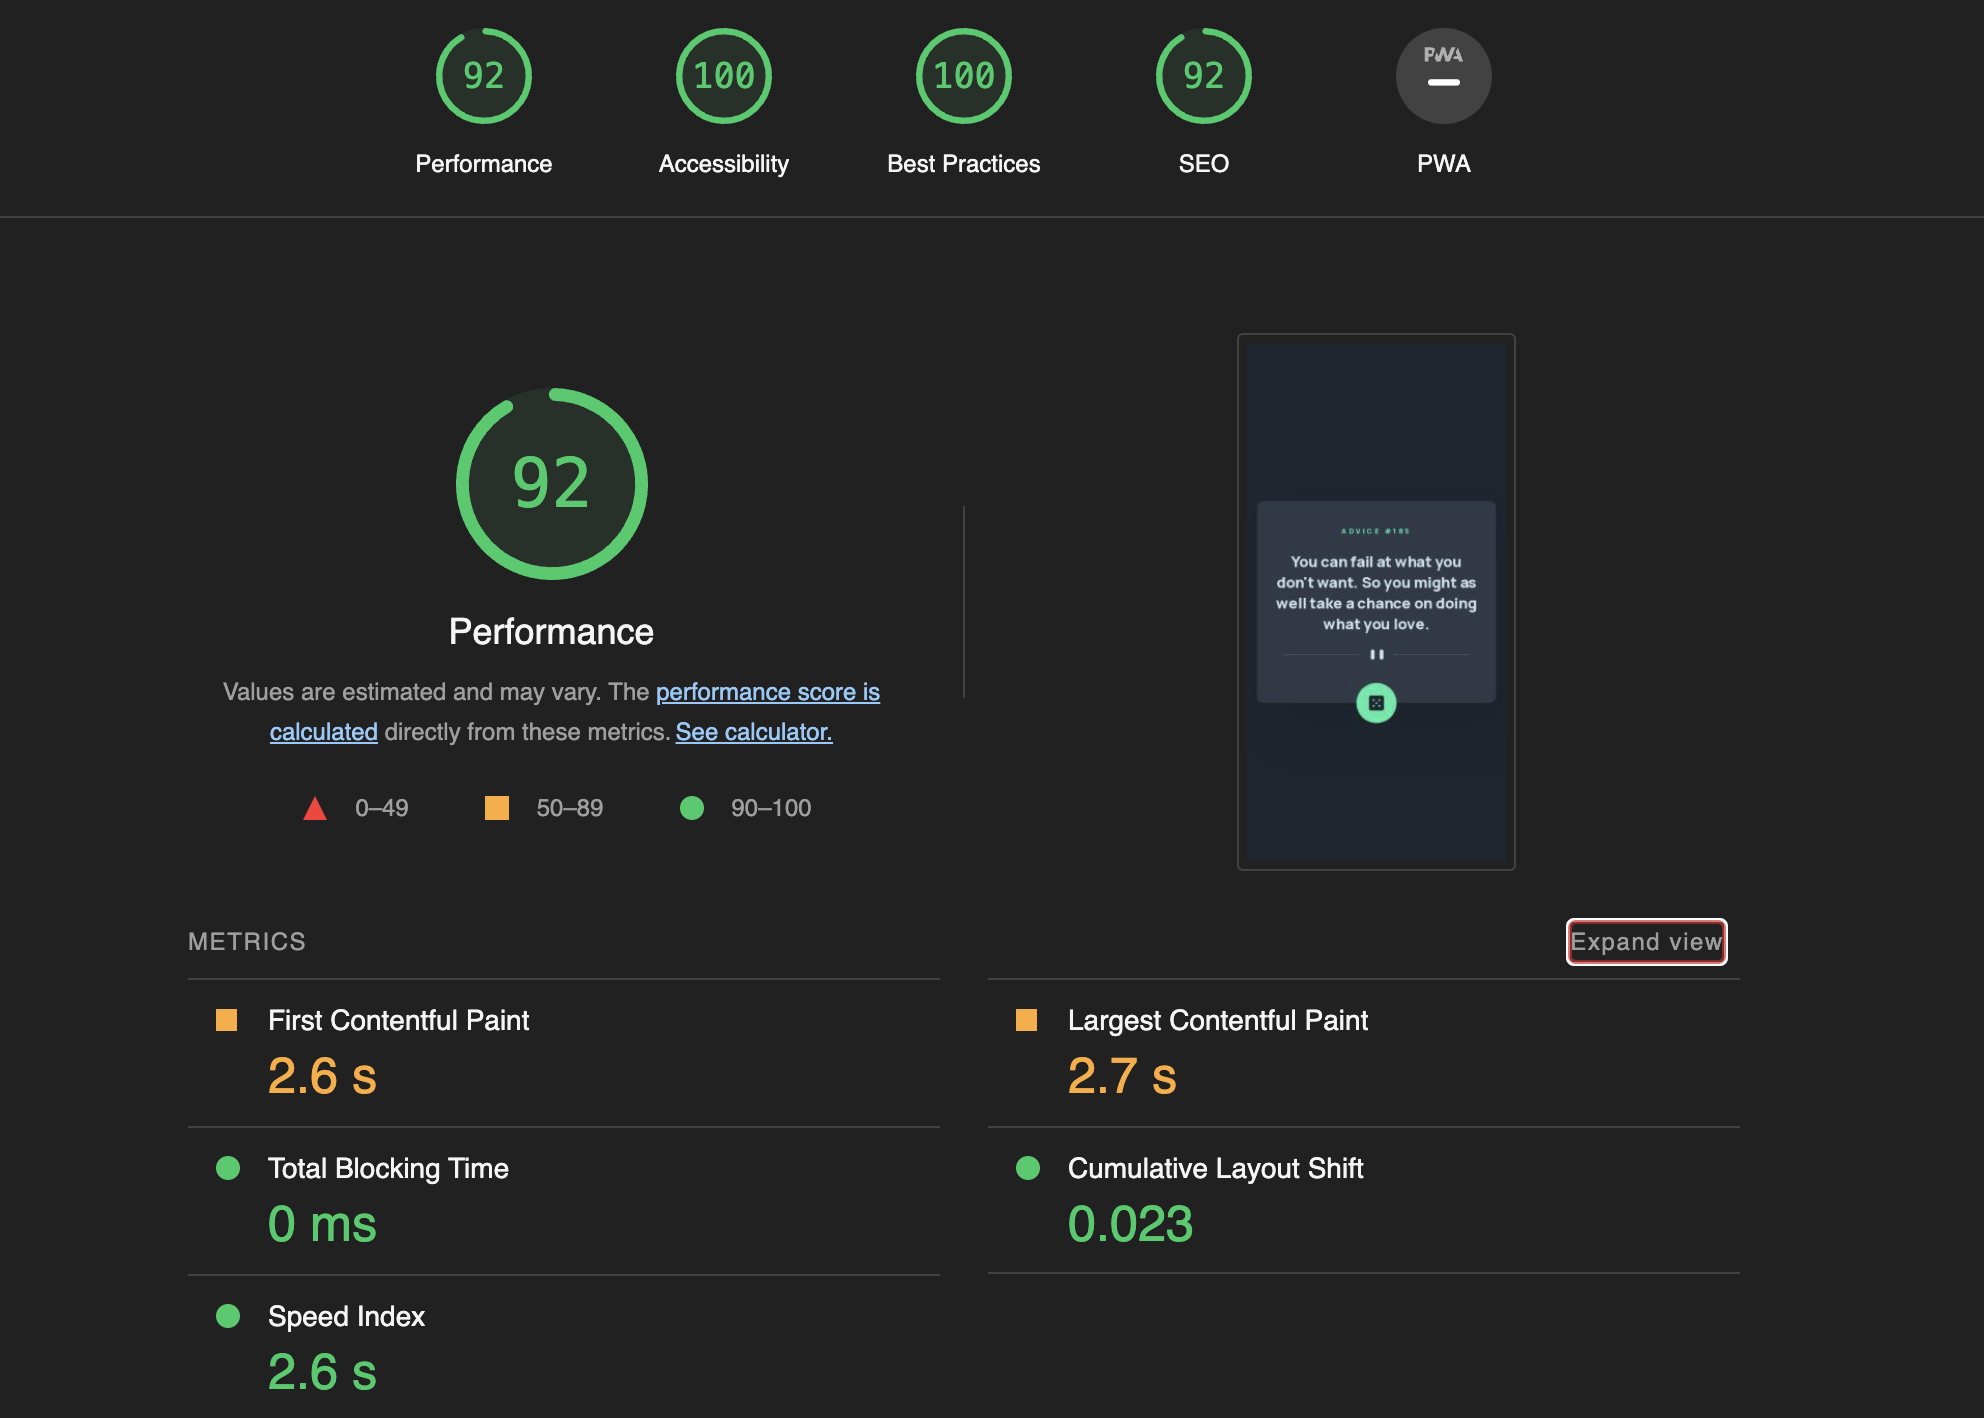 92
100
100
92
PWA
Performance
Accessibility
Best Practices
SEO
PWA
92
Performance
Values are estimated and may vary. The performance score is
calculated directly from these metrics. See calculator.
0–49
50–89
90–100
ADVICE #185
You can fail at what you
don't want. So you might as
well take a chance on doing
what you love.
METRICS
Expand view
First Contentful Paint
2.6 s
Largest Contentful Paint
2.7 s
Total Blocking Time
0 ms
Cumulative Layout Shift
0.023
Speed Index
2.6 s